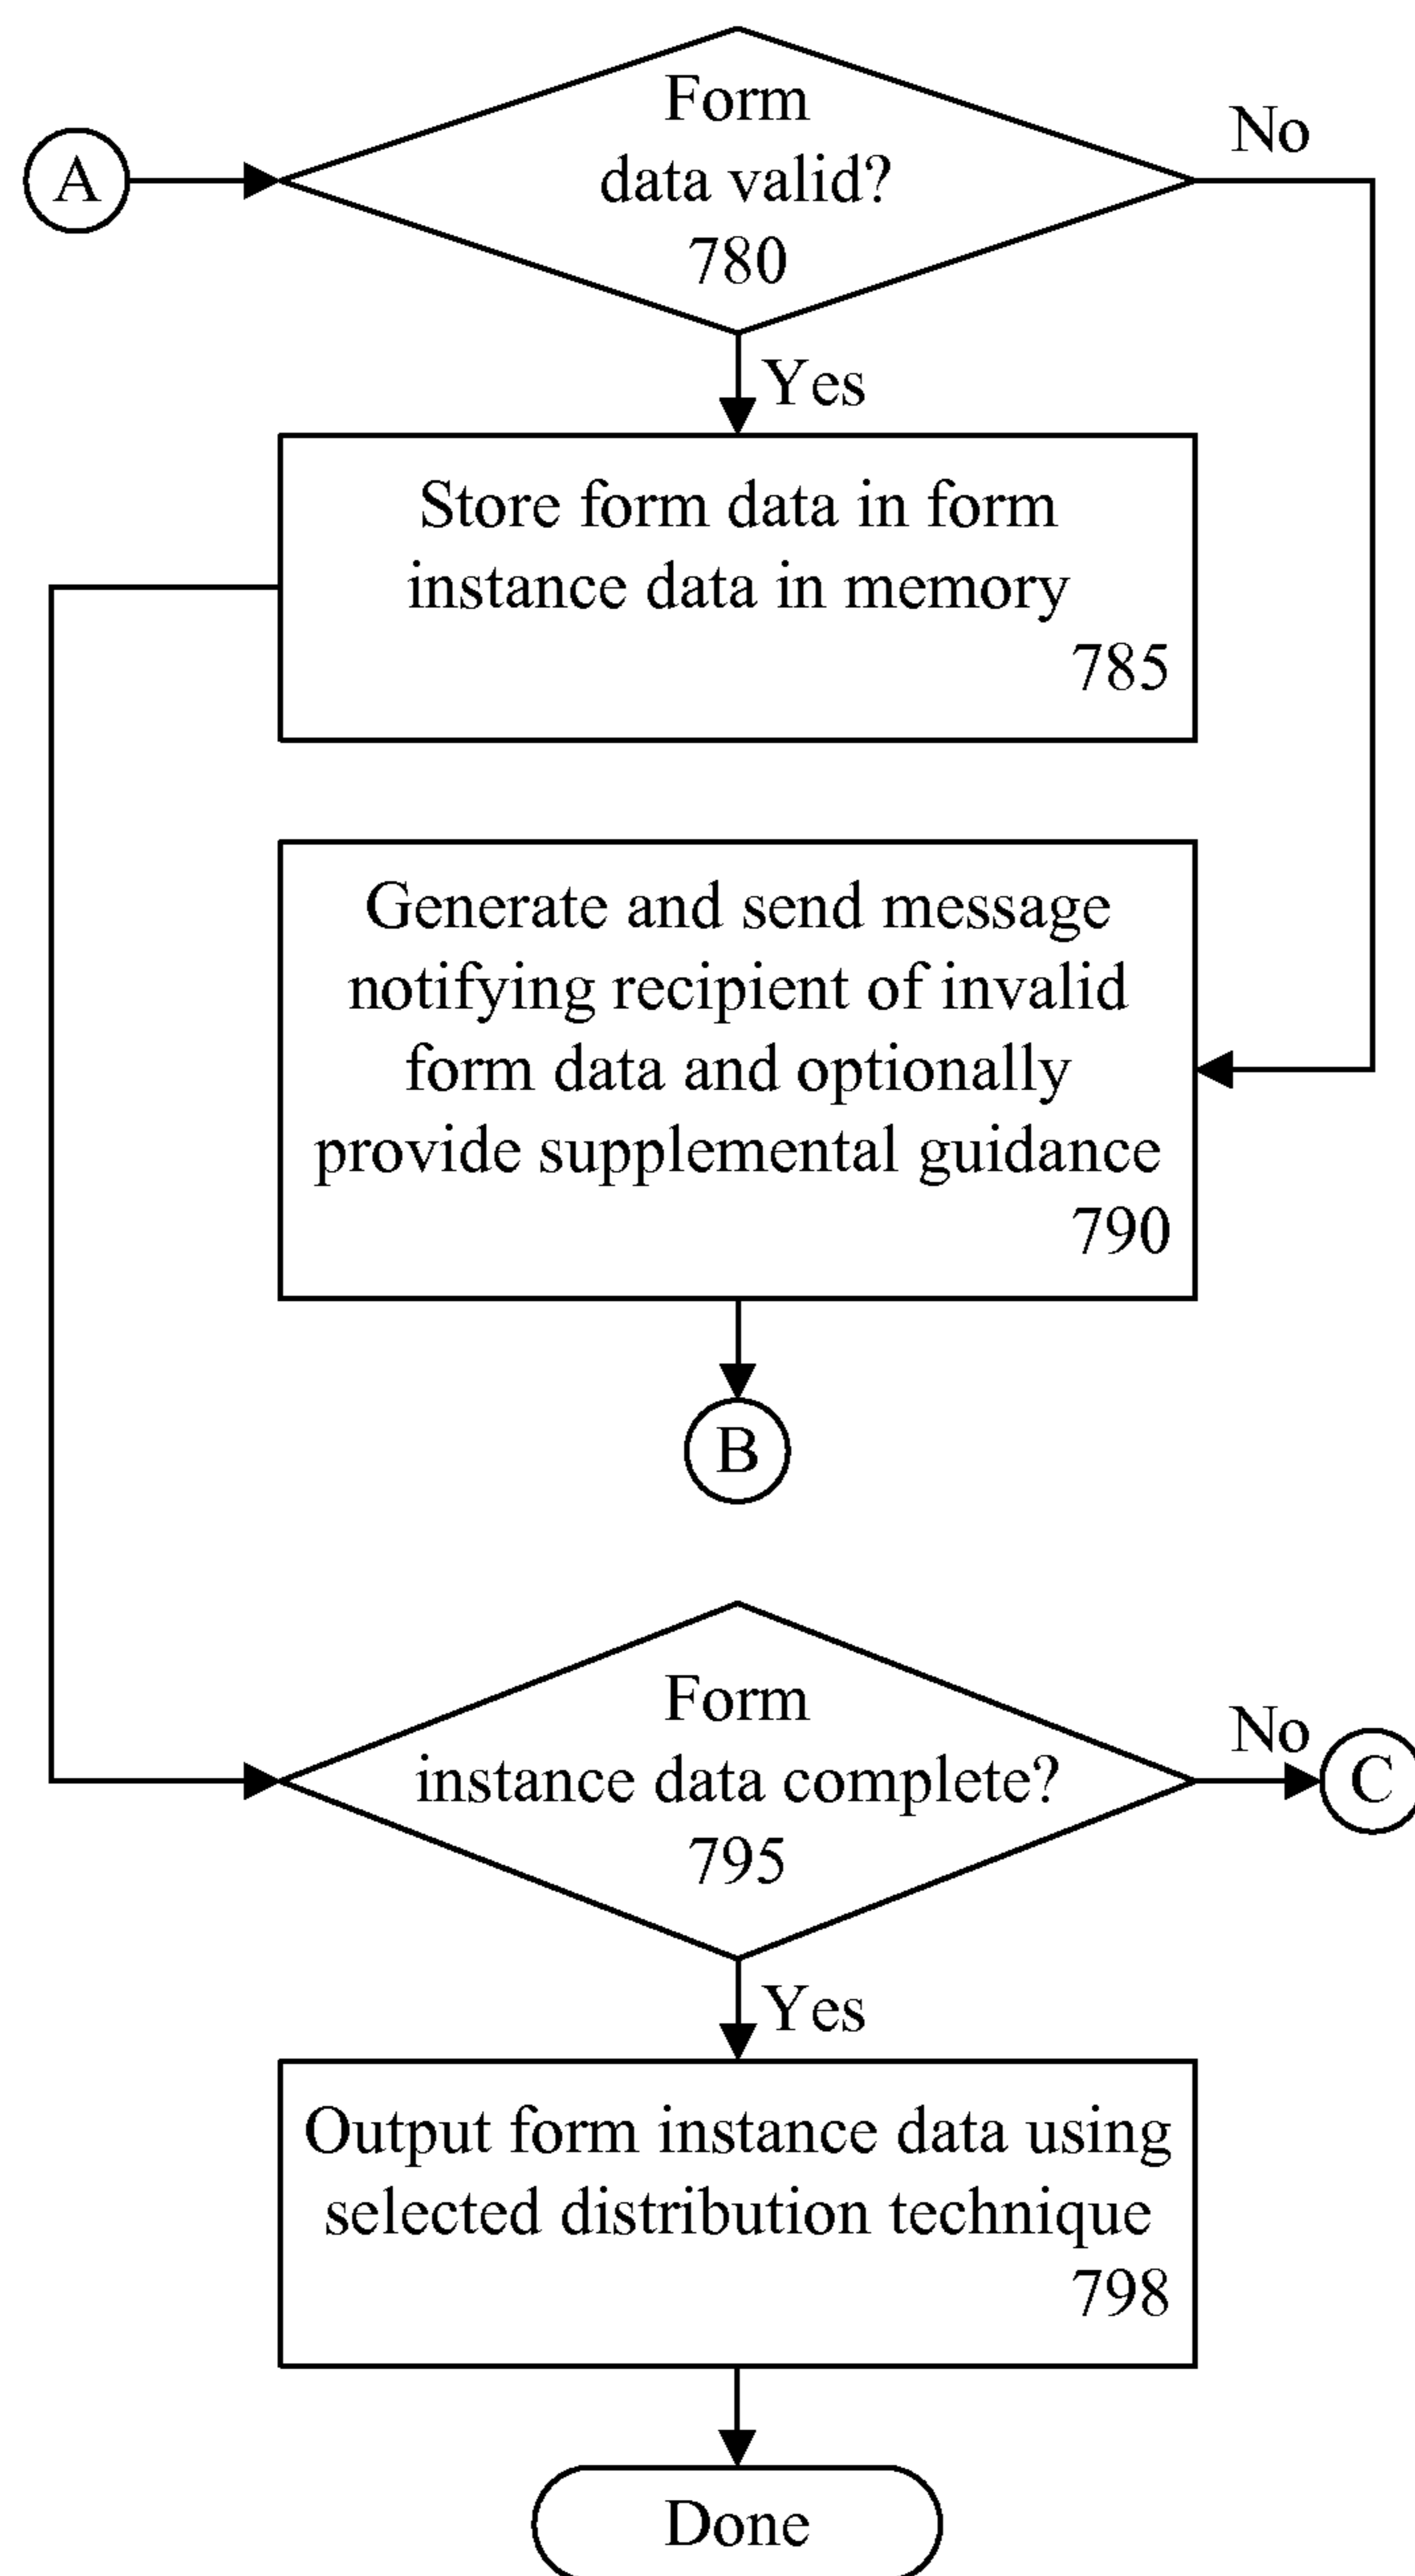 A
Form
data valid?
780
No
Yes
Store form data in form
instance data in memory
785
Generate and send message
notifying recipient of invalid
form data and optionally
provide supplemental guidance
790
B
Form
instance data complete?
795
No
C
Yes
Output form instance data using
selected distribution technique
798
Done